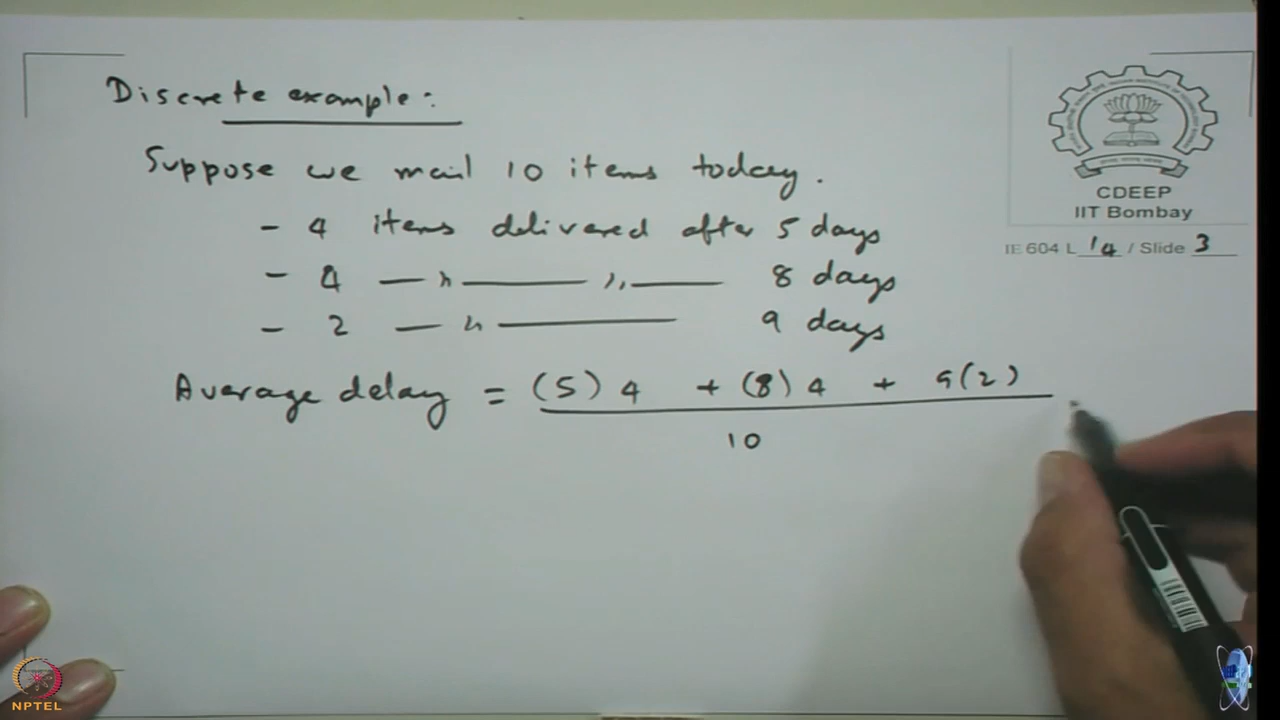 Discrete example:
Suppose we mail 10 items today.
- 4 items delivered after 5 days
- 4 — 〃 ——— 〃 —— 8 days
- 2 — 〃 ——— 9 days
Average delay = (5) 4 + (8) 4 + 9(2)
10
CDEEP
IIT Bombay
IE 604 L 14 / Slide 3
NPTEL